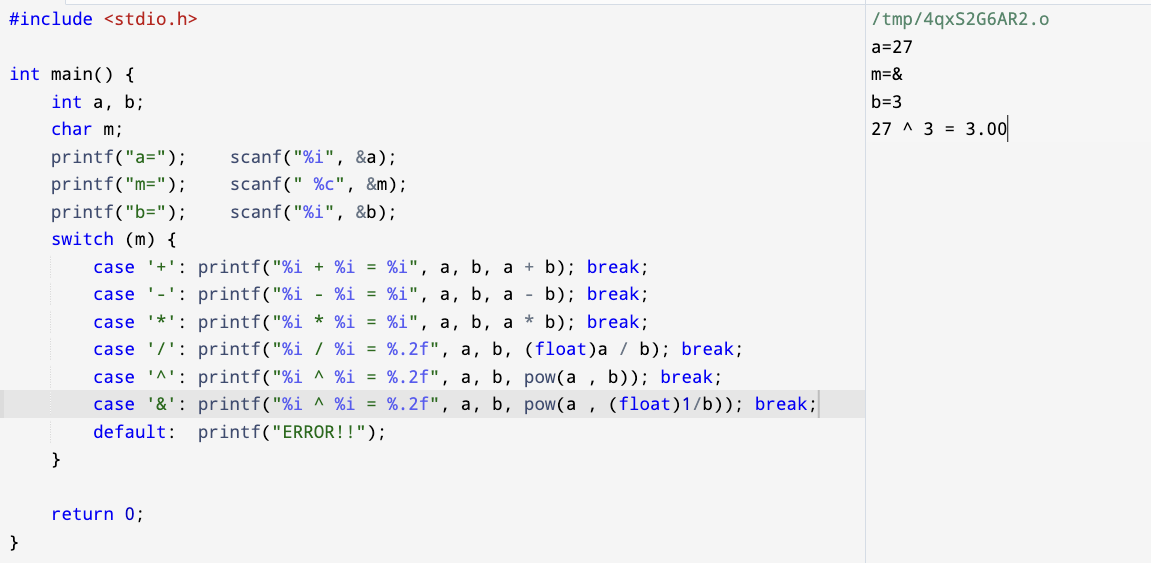 #include <stdio.h>
int main() {
    int a, b;
    char m;
    printf("a=");    scanf("%i", &a);
    printf("m=");    scanf(" %c", &m);
    printf("b=");    scanf("%i", &b);
    switch (m) {
        case '+': printf("%i + %i = %i", a, b, a + b); break;
        case '-': printf("%i - %i = %i", a, b, a - b); break;
        case '*': printf("%i * %i = %i", a, b, a * b); break;
        case '/': printf("%i / %i = %.2f", a, b, (float)a / b); break;
        case '^': printf("%i ^ %i = %.2f", a, b, pow(a , b)); break;
        case '&': printf("%i ^ %i = %.2f", a, b, pow(a , (float)1/b)); break;
        default:  printf("ERROR!!");
    }
    return 0;
}
/tmp/4qxS2G6AR2.o
a=27
m=&
b=3
27 ^ 3 = 3.00